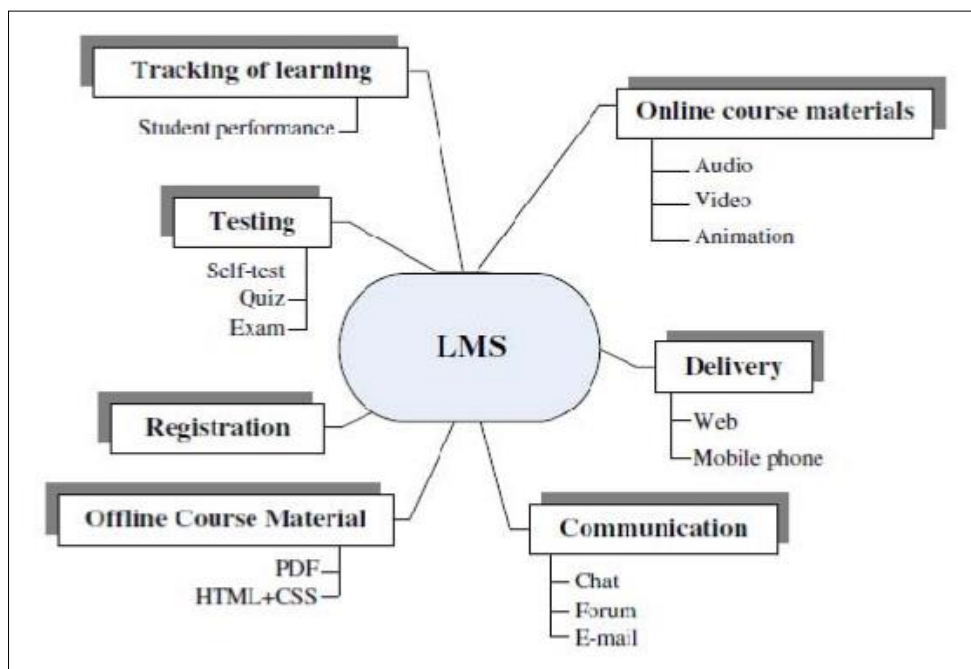 Tracking of learning
Student performance
Online course materials
Audio
Video
Animation
Testing
Self-test
Quiz
Exam
LMS
Delivery
Web
Mobile phone
Registration
Offline Course Material
PDF
HTML+CSS
Communication
Chat
Forum
E-mail